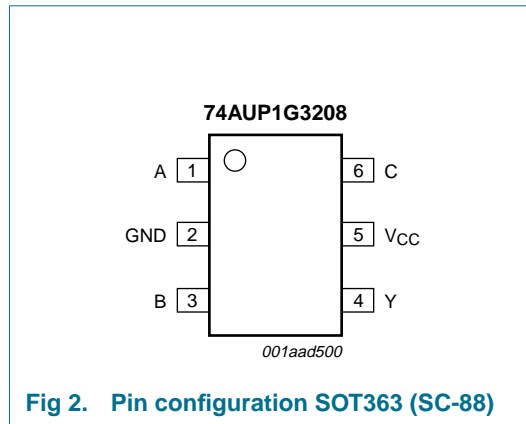 74AUP1G3208
A 1 6 C
GND 2 5 VCC
B 3 4 Y
001aad500
Fig 2. Pin configuration SOT363 (SC-88)